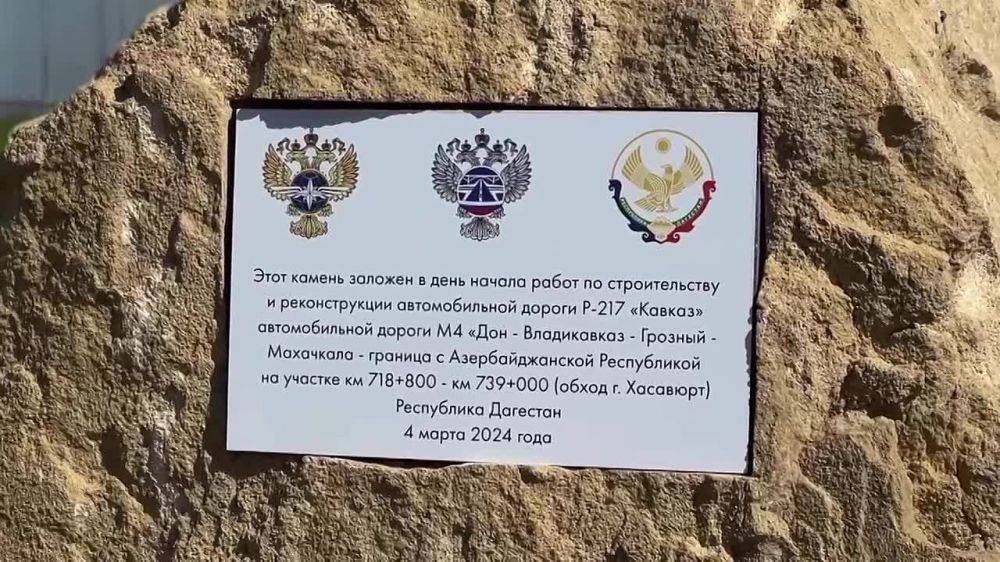 РЕСПУБЛИКА ДАГЕСТАН
Этот камень заложен в день начала работ по строительству
и реконструкции автомобильной дороги Р-217 «Кавказ»
автомобильной дороги М4 «Дон - Владикавказ - Грозный -
Махачкала - граница с Азербайджанской Республикой
на участке км 718+800 - км 739+000 (обход г. Хасавюрт)
Республика Дагестан
4 марта 2024 года